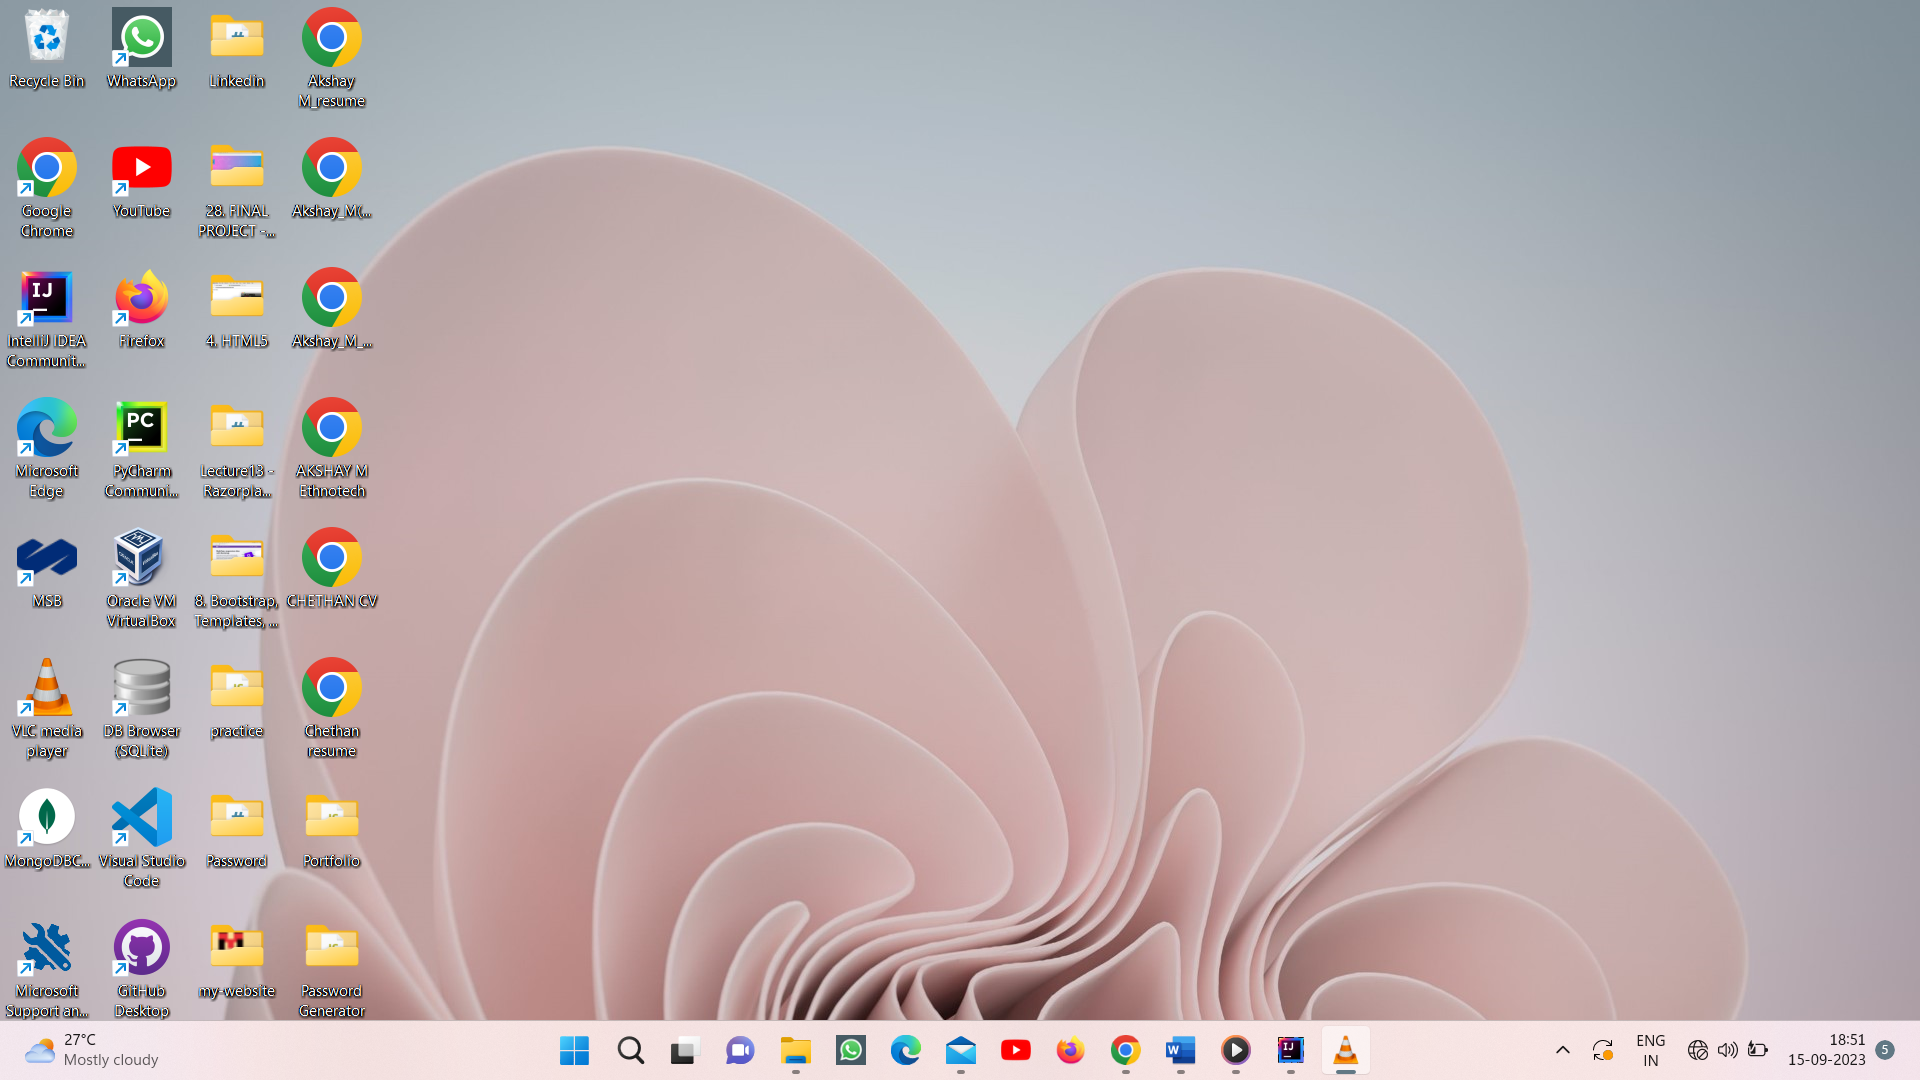 Recycle Bin
WhatsApp
Linkedin
Akshay
M_resume
Google
Chrome
YouTube
28. FINAL
PROJECT -...
Akshay_M(...
IJ
IntelliJ IDEA
Communit...
Firefox
4. HTML5
Akshay_M_...
Microsoft
Edge
PC
PyCharm
Communi...
Lecture13 -
Razorpla...
AKSHAY M
Ethnotech
MSB
Oracle VM
VirtualBox
8. Bootstrap,
Templates, ...
CHETHAN CV
VLC media
player
DB Browser
(SQLite)
practice
Chethan
resume
MongoDBC...
Visual Studio
Code
Password
Portfolio
Microsoft
Support an...
GitHub
Desktop
my-website
Password
Generator
27°C
Mostly cloudy
W
IJ
ENG
IN
18:51
15-09-2023
5